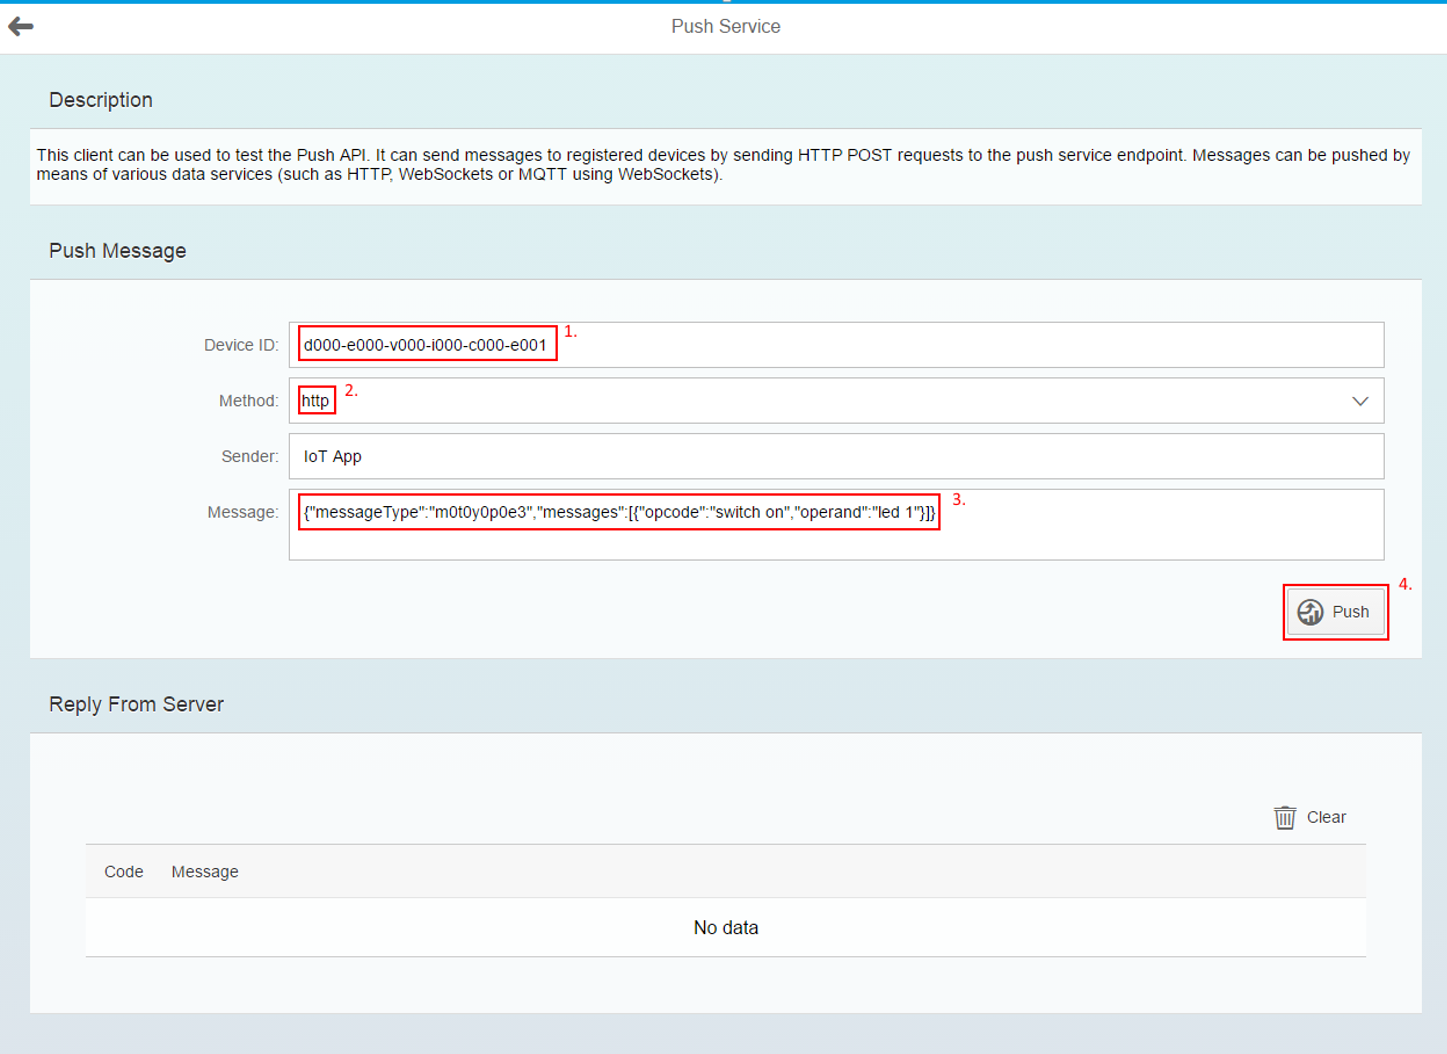 Push Service
Description
This client can be used to test the Push API. It can send messages to registered devices by sending HTTP POST requests to the push service endpoint. Messages can be pushed by
means of various data services (such as HTTP, WebSockets or MQTT using WebSockets).
Push Message
Device ID: d000-e000-v000-i000-c000-e001 1.
Method: http 2.
Sender: IoT App
Message: {"messageType":"m0t0y0p0e3","messages":[{"opcode":"switch on","operand":"led 1"}]} 3.
Push 4.
Reply From Server
Clear
Code Message
No data